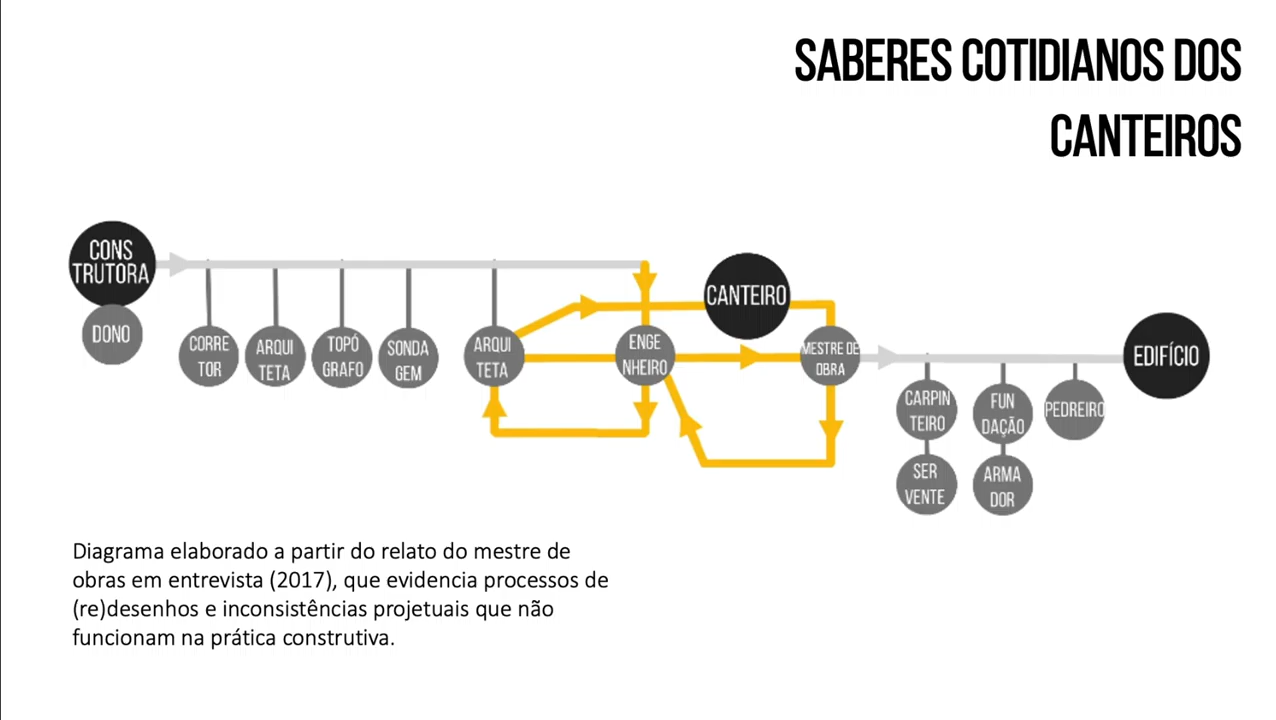 SABERES COTIDIANOS DOS
CANTEIROS
CONS
TRUTORA
DONO
CORRE
TOR
ARQUI
TETA
TOPÓ
GRAFO
SONDA
GEM
ARQUI
TETA
ENGE
NHEIRO
CANTEIRO
MESTRE DE
OBRA
CARPIN
TEIRO
SER
VENTE
FUN
DAÇÃO
ARMA
DOR
PEDREIRO
EDIFÍCIO
Diagrama elaborado a partir do relato do mestre de
obras em entrevista (2017), que evidencia processos de
(re)desenhos e inconsistências projetuais que não
funcionam na prática construtiva.